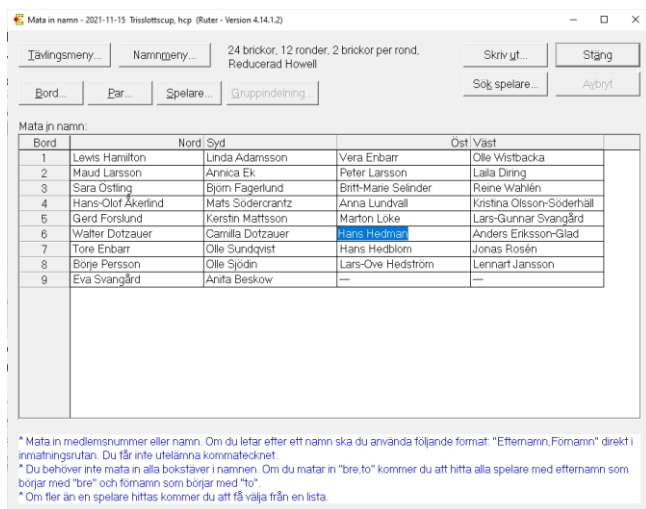 Mata in namn - 2021-11-15 Trisslottscup, hcp (Ruter - Version 4.14.1.2)
Tävlingsmeny... Namnmeny... 24 brickor, 12 ronder, 2 brickor per rond, Skriv ut... Stäng
Reducerad Howell
Bord... Par... Spelare... Gruppindelning... Sök spelare... Avbryt
Mata in namn:
Bord Nord Syd Öst Väst
1 Lewis Hamilton Linda Adamsson Vera Enbarr Olle Wistbacka
2 Maud Larsson Annica Ek Peter Larsson Laila Diring
3 Sara Östling Björn Fagerlund Britt-Marie Selinder Reine Wahlén
4 Hans-Olof Åkerlind Mats Södercrantz Anna Lundvall Kristina Olsson-Söderhäll
5 Gerd Forslund Kerstin Mattsson Marton Löke Lars-Gunnar Svangård
6 Walter Dotzauer Camilla Dotzauer Hans Hedman Anders Eriksson-Glad
7 Tore Enbarr Olle Sundqvist Hans Hedblom Jonas Rosén
8 Börje Persson Olle Sjödin Lars-Ove Hedström Lennart Jansson
9 Eva Svangård Anita Beskow — —
* Mata in medlemsnummer eller namn. Om du letar efter ett namn ska du använda följande format: "Efternamn,Förnamn" direkt i
inmatningsrutan. Du får inte utelämna kommatecknet.
* Du behöver inte mata in alla bokstäver i namnen. Om du matar in "bre,to" kommer du att hitta alla spelare med efternamn som
börjar med "bre" och förnamn som börjar med "to".
* Om fler än en spelare hittas kommer du att få välja från en lista.